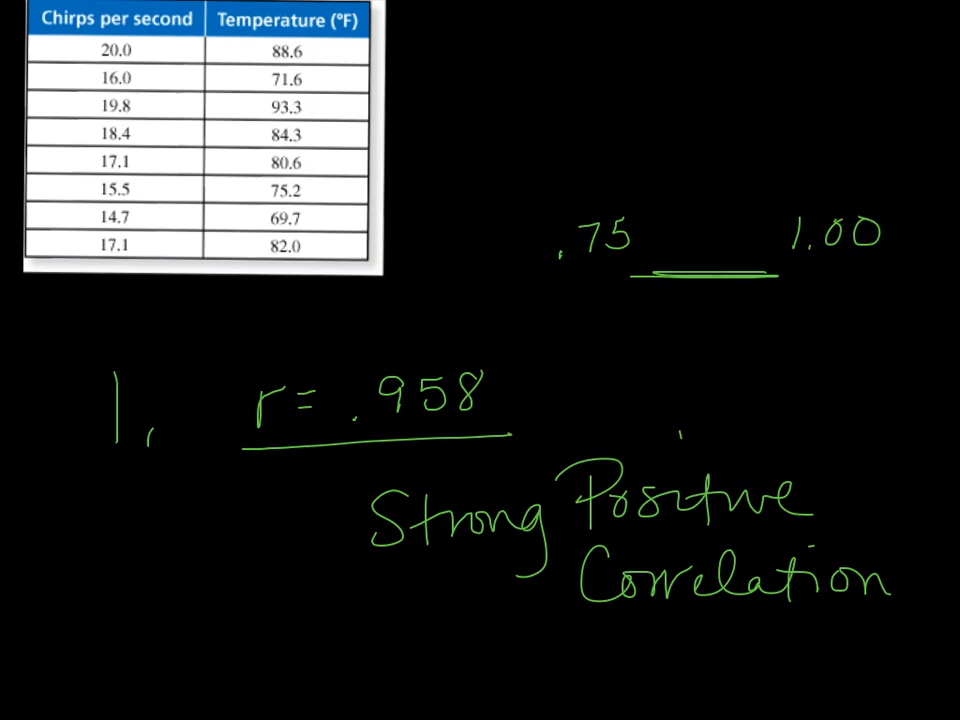 Chirps per second Temperature (°F)
20.0 88.6
16.0 71.6
19.8 93.3
18.4 84.3
17.1 80.6
15.5 75.2
14.7 69.7
17.1 82.0
.75 1.00
1, r = .958
Strong Positive
Correlation